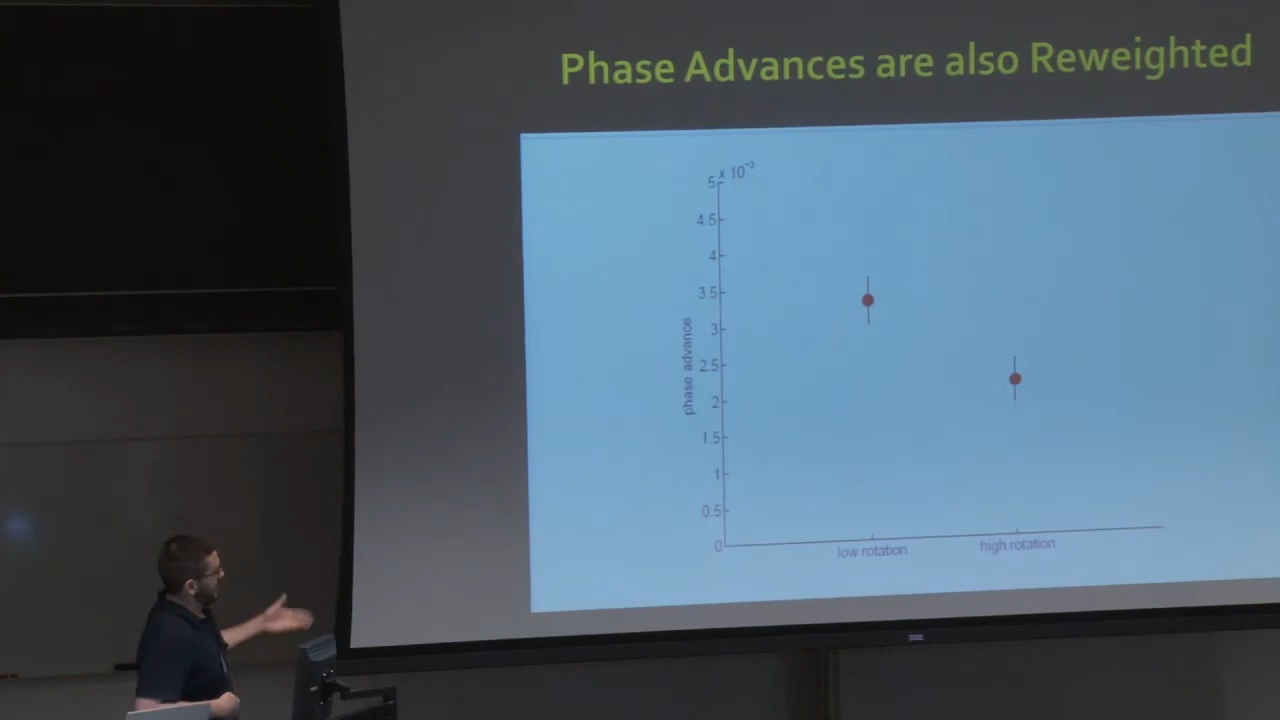 Phase Advances are also Reweighted
x 10⁻³
5
4.5
4
3.5
3
2.5
2
1.5
1
0.5
0
phase advance
low rotation
high rotation